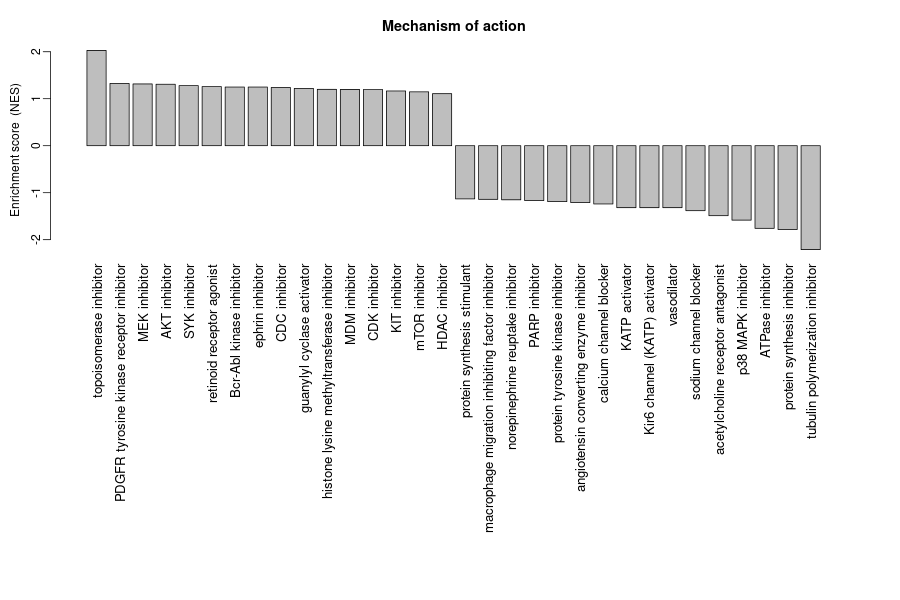 Mechanism of action
Enrichment score (NES)
2
1
0
-1
-2
topoisomerase inhibitor
PDGFR tyrosine kinase receptor inhibitor
MEK inhibitor
AKT inhibitor
SYK inhibitor
retinoid receptor agonist
Bcr-Abl kinase inhibitor
ephrin inhibitor
CDC inhibitor
guanylyl cyclase activator
histone lysine methyltransferase inhibitor
MDM inhibitor
CDK inhibitor
KIT inhibitor
mTOR inhibitor
HDAC inhibitor
protein synthesis stimulant
macrophage migration inhibiting factor inhibitor
norepinephrine reuptake inhibitor
PARP inhibitor
protein tyrosine kinase inhibitor
angiotensin converting enzyme inhibitor
calcium channel blocker
KATP activator
Kir6 channel (KATP) activator
vasodilator
sodium channel blocker
acetylcholine receptor antagonist
p38 MAPK inhibitor
ATPase inhibitor
protein synthesis inhibitor
tubulin polymerization inhibitor